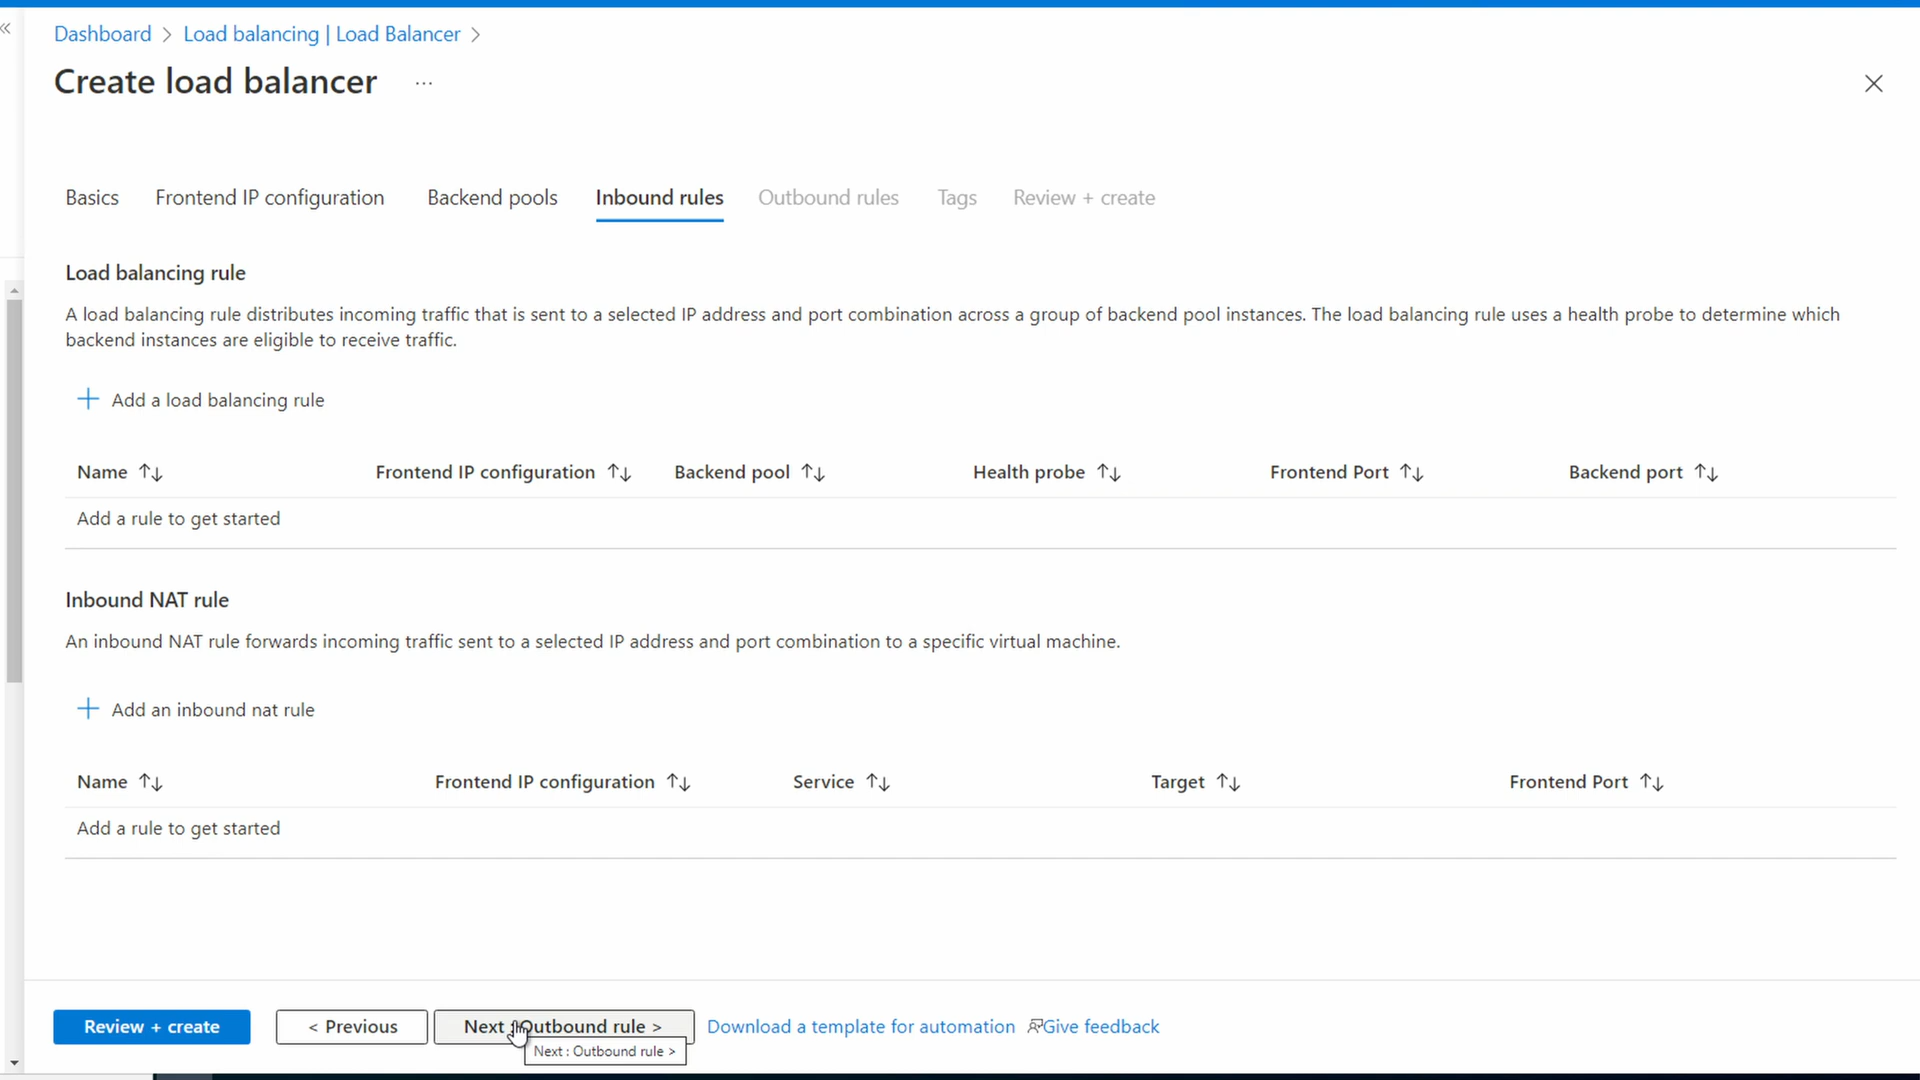 Dashboard > Load balancing | Load Balancer >
Create load balancer ...
Basics Frontend IP configuration Backend pools Inbound rules Outbound rules Tags Review + create
Load balancing rule
A load balancing rule distributes incoming traffic that is sent to a selected IP address and port combination across a group of backend pool instances. The load balancing rule uses a health probe to determine which
backend instances are eligible to receive traffic.
Add a load balancing rule
Name Frontend IP configuration Backend pool Health probe Frontend Port Backend port
Add a rule to get started
Inbound NAT rule
An inbound NAT rule forwards incoming traffic sent to a selected IP address and port combination to a specific virtual machine.
Add an inbound nat rule
Name Frontend IP configuration Service Target Frontend Port
Add a rule to get started
Review + create < Previous Next : Outbound rule > Download a template for automation Give feedback
Next : Outbound rule >